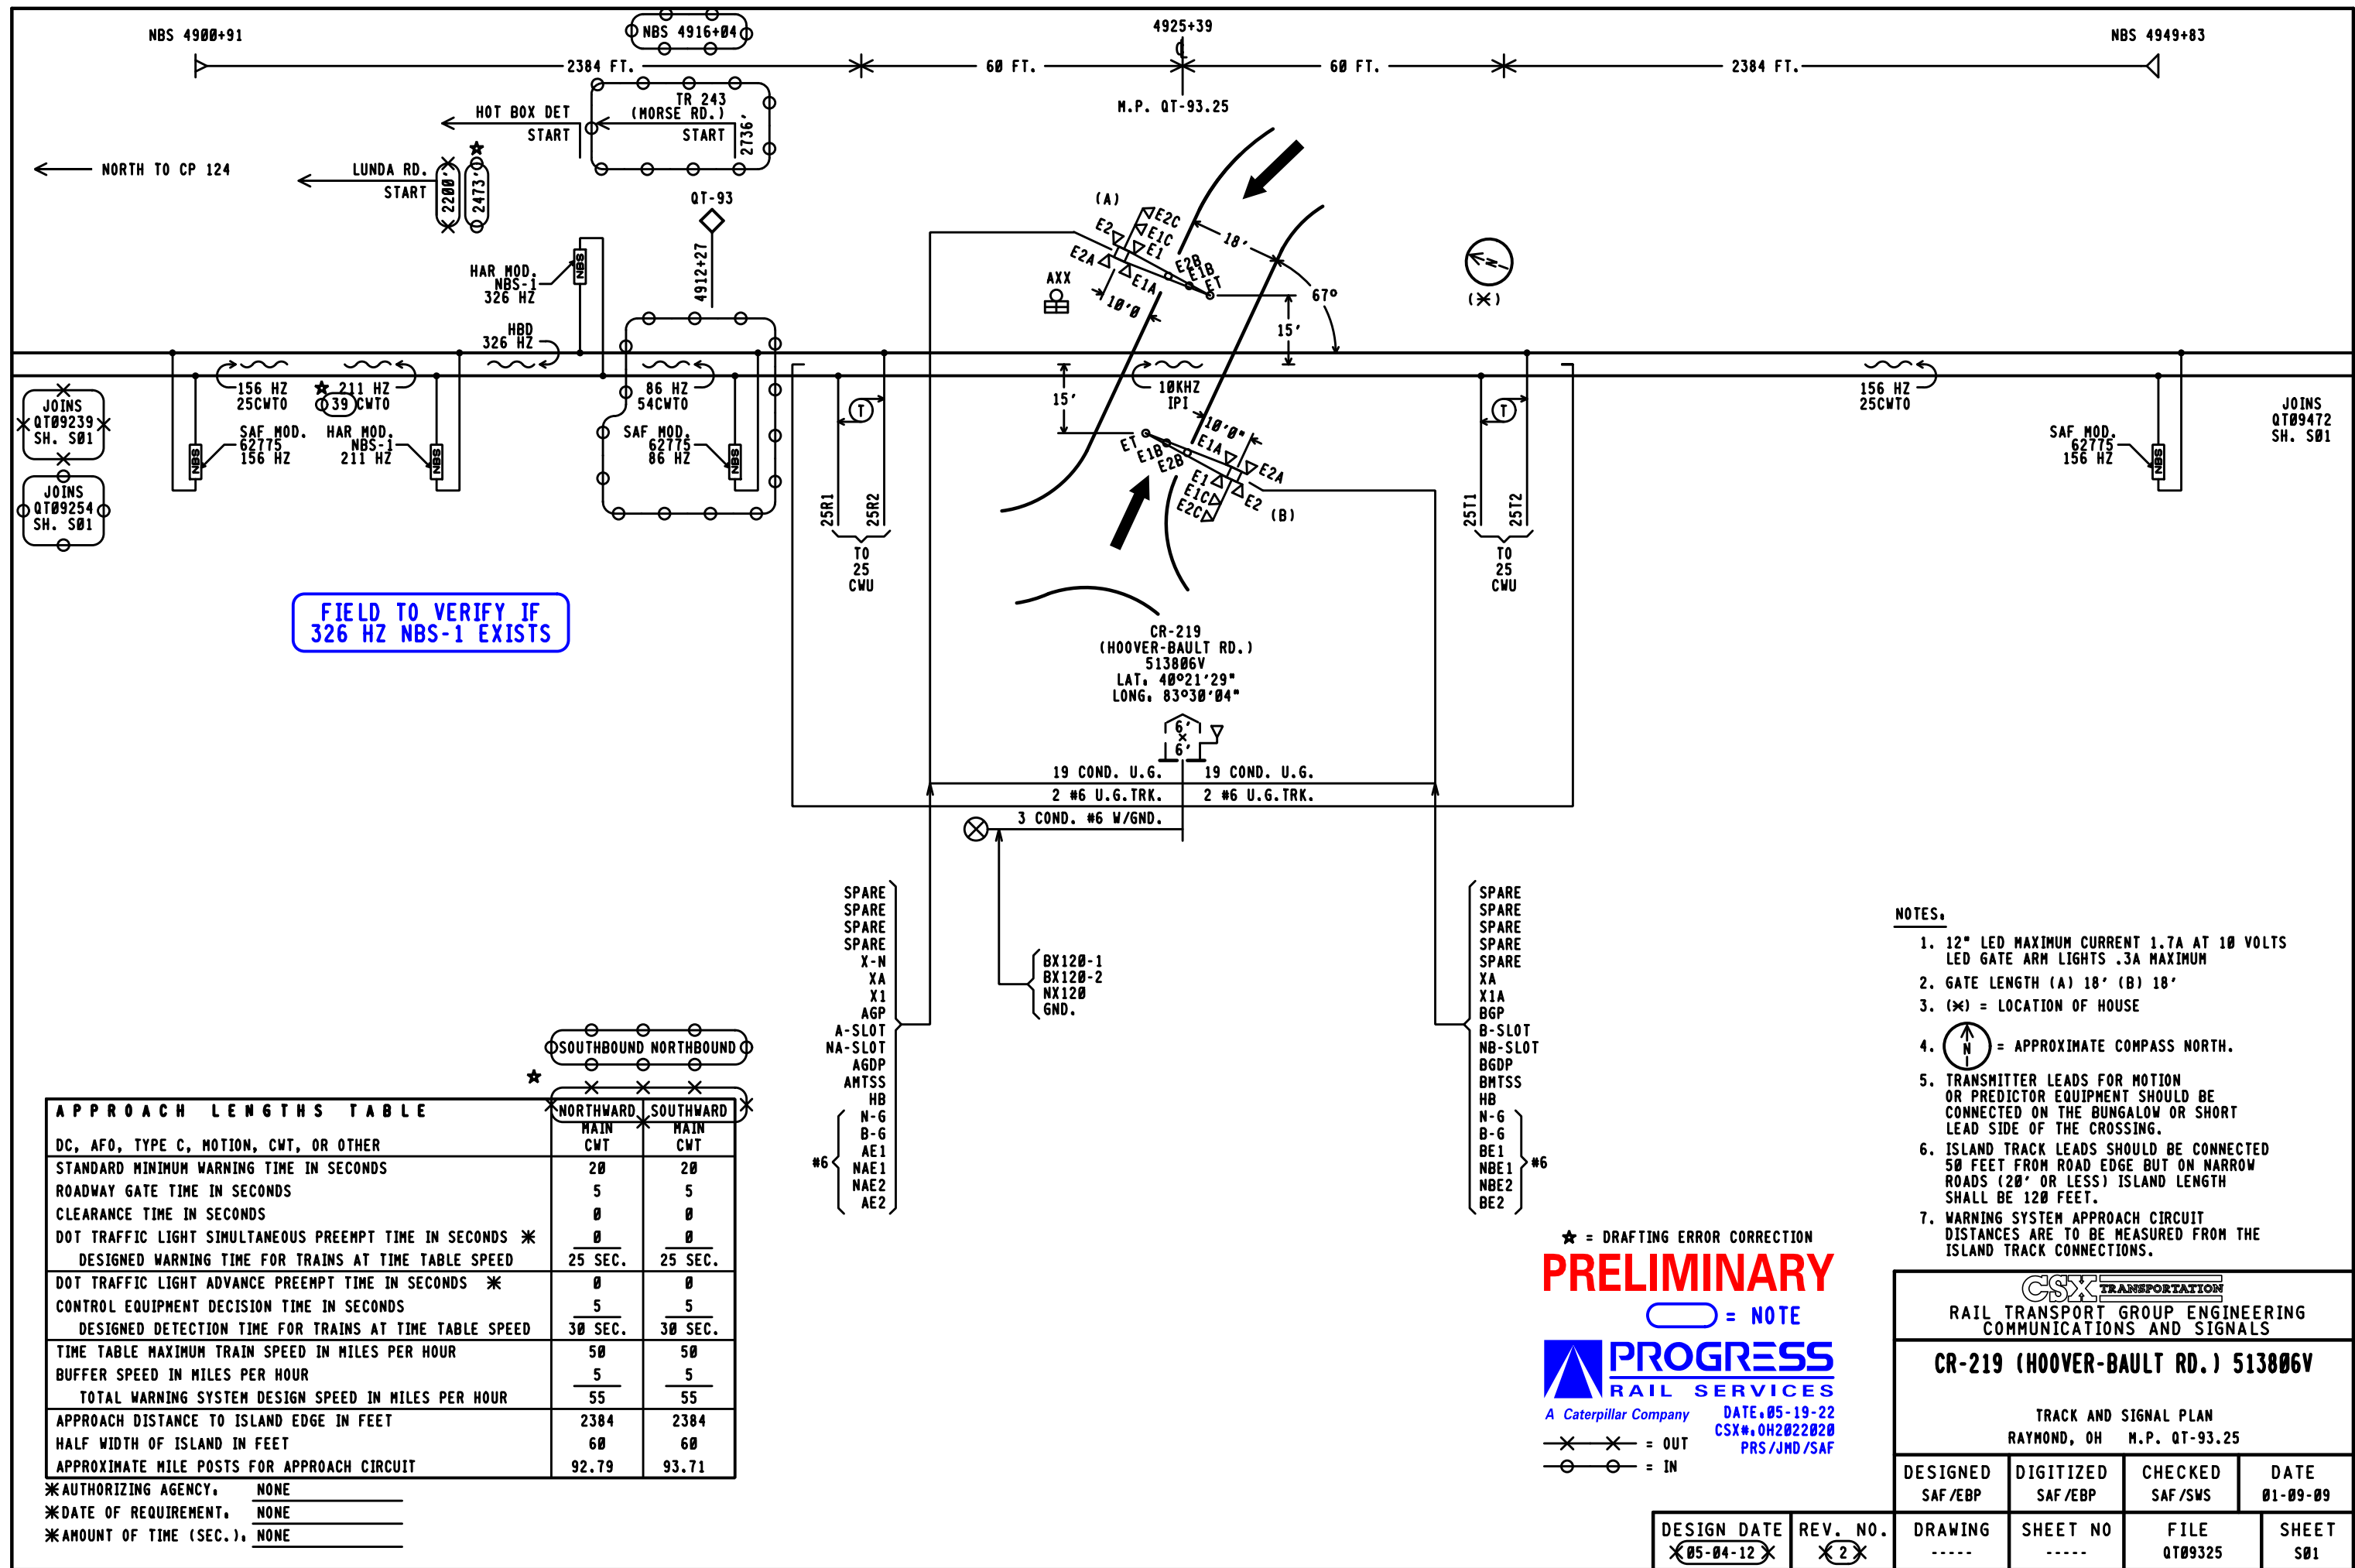 NBS 4900+91
NBS 4916+04
4925+39
NBS 4949+83
2384 FT.
60 FT.
60 FT.
2384 FT.
M.P. QT-93.25
HOT BOX DET
START
TR 243
(MORSE RD.)
START
2736'
NORTH TO CP 124
LUNDA RD.
START
2200'
2473'
QT-93
4912+27
HAR MOD.
NBS-1
326 HZ
NBS
HBD
326 HZ
(A)
E2C
E1C
E2
E1
E2A
E1A
E2B
E1B
ET
10'0
18'
67°
15'
AXX
N
(*)
156 HZ
25CWTO
211 HZ
39 CWTO
86 HZ
54CWTO
10KHZ
IPI
156 HZ
25CWTO
JOINS
QT09239
SH. S01
JOINS
QT09254
SH. S01
SAF MOD.
62775
156 HZ
NBS
HAR MOD.
NBS-1
211 HZ
NBS
SAF MOD.
62775
86 HZ
NBS
T
25R1
25R2
TO
25
CWU
15'
10'0"
ET
E1B
E2B
E1A
E2A
E1
E1C
E2C
E2
(B)
T
25T1
25T2
TO
25
CWU
SAF MOD.
62775
156 HZ
NBS
JOINS
QT09472
SH. S01
FIELD TO VERIFY IF
326 HZ NBS-1 EXISTS
CR-219
(HOOVER-BAULT RD.)
513806V
LAT. 40°21'29"
LONG. 83°30'04"
6'
x
6'
19 COND. U.G.
19 COND. U.G.
2 #6 U.G.TRK.
2 #6 U.G.TRK.
3 COND. #6 W/GND.
SPARE
SPARE
SPARE
SPARE
X-N
XA
X1
AGP
A-SLOT
NA-SLOT
AGDP
AMTSS
HB
N-G
B-G
AE1
NAE1
NAE2
AE2
#6
BX120-1
BX120-2
NX120
GND.
SPARE
SPARE
SPARE
SPARE
SPARE
XA
X1A
BGP
B-SLOT
NB-SLOT
BGDP
BMTSS
HB
N-G
B-G
BE1
NBE1
NBE2
BE2
#6
NOTES.
1. 12" LED MAXIMUM CURRENT 1.7A AT 10 VOLTS
LED GATE ARM LIGHTS .3A MAXIMUM
2. GATE LENGTH (A) 18' (B) 18'
3. (*) = LOCATION OF HOUSE
4. N = APPROXIMATE COMPASS NORTH.
5. TRANSMITTER LEADS FOR MOTION
OR PREDICTOR EQUIPMENT SHOULD BE
CONNECTED ON THE BUNGALOW OR SHORT
LEAD SIDE OF THE CROSSING.
6. ISLAND TRACK LEADS SHOULD BE CONNECTED
50 FEET FROM ROAD EDGE BUT ON NARROW
ROADS (20' OR LESS) ISLAND LENGTH
SHALL BE 120 FEET.
7. WARNING SYSTEM APPROACH CIRCUIT
DISTANCES ARE TO BE MEASURED FROM THE
ISLAND TRACK CONNECTIONS.
SOUTHBOUND NORTHBOUND
APPROACH LENGTHS TABLE NORTHWARD SOUTHWARD
MAIN MAIN
DC, AFO, TYPE C, MOTION, CWT, OR OTHER CWT CWT
STANDARD MINIMUM WARNING TIME IN SECONDS 20 20
ROADWAY GATE TIME IN SECONDS 5 5
CLEARANCE TIME IN SECONDS 0 0
DOT TRAFFIC LIGHT SIMULTANEOUS PREEMPT TIME IN SECONDS * 0 0
DESIGNED WARNING TIME FOR TRAINS AT TIME TABLE SPEED 25 SEC. 25 SEC.
DOT TRAFFIC LIGHT ADVANCE PREEMPT TIME IN SECONDS * 0 0
CONTROL EQUIPMENT DECISION TIME IN SECONDS 5 5
DESIGNED DETECTION TIME FOR TRAINS AT TIME TABLE SPEED 30 SEC. 30 SEC.
TIME TABLE MAXIMUM TRAIN SPEED IN MILES PER HOUR 50 50
BUFFER SPEED IN MILES PER HOUR 5 5
TOTAL WARNING SYSTEM DESIGN SPEED IN MILES PER HOUR 55 55
APPROACH DISTANCE TO ISLAND EDGE IN FEET 2384 2384
HALF WIDTH OF ISLAND IN FEET 60 60
APPROXIMATE MILE POSTS FOR APPROACH CIRCUIT 92.79 93.71
*AUTHORIZING AGENCY. NONE
*DATE OF REQUIREMENT. NONE
*AMOUNT OF TIME (SEC.). NONE
☆ = DRAFTING ERROR CORRECTION
PRELIMINARY
= NOTE
PROGRESS
RAIL SERVICES
A Caterpillar Company
DATE.05-19-22
CSX#.OH2022020
PRS/JMD/SAF
= OUT
= IN
CSX TRANSPORTATION
RAIL TRANSPORT GROUP ENGINEERING
COMMUNICATIONS AND SIGNALS
CR-219 (HOOVER-BAULT RD.) 513806V
TRACK AND SIGNAL PLAN
RAYMOND, OH M.P. QT-93.25
DESIGNED DIGITIZED CHECKED DATE
SAF/EBP SAF/EBP SAF/SWS 01-09-09
DESIGN DATE REV. NO. DRAWING SHEET NO FILE SHEET
05-04-12 2 ----- ----- QT09325 S01